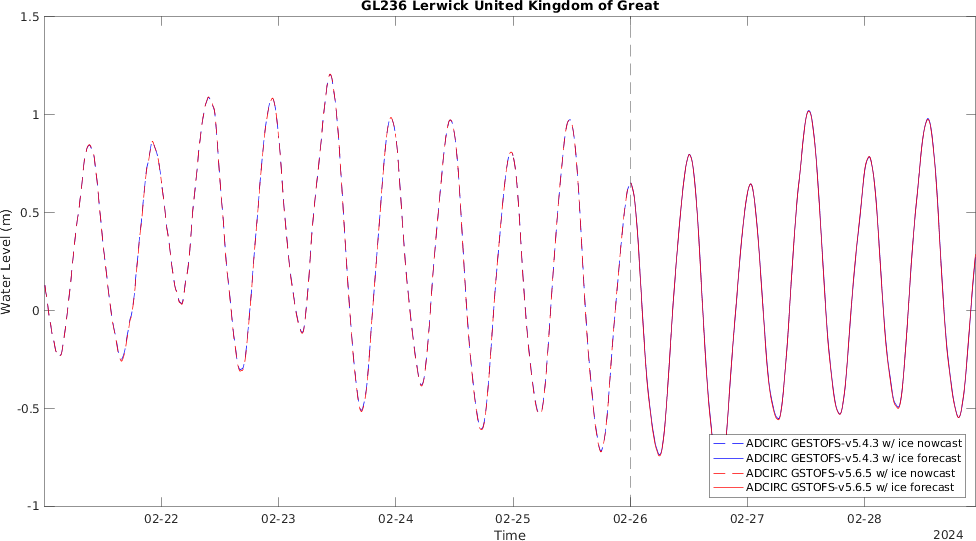 GL236 Lerwick United Kingdom of Great
1.5
1
0.5
0
-0.5
-1
Water Level (m)
02-22 02-23 02-24 02-25 02-26 02-27 02-28
Time
2024
ADCIRC GESTOFS-v5.4.3 w/ ice nowcast
ADCIRC GESTOFS-v5.4.3 w/ ice forecast
ADCIRC GSTOFS-v5.6.5 w/ ice nowcast
ADCIRC GSTOFS-v5.6.5 w/ ice forecast